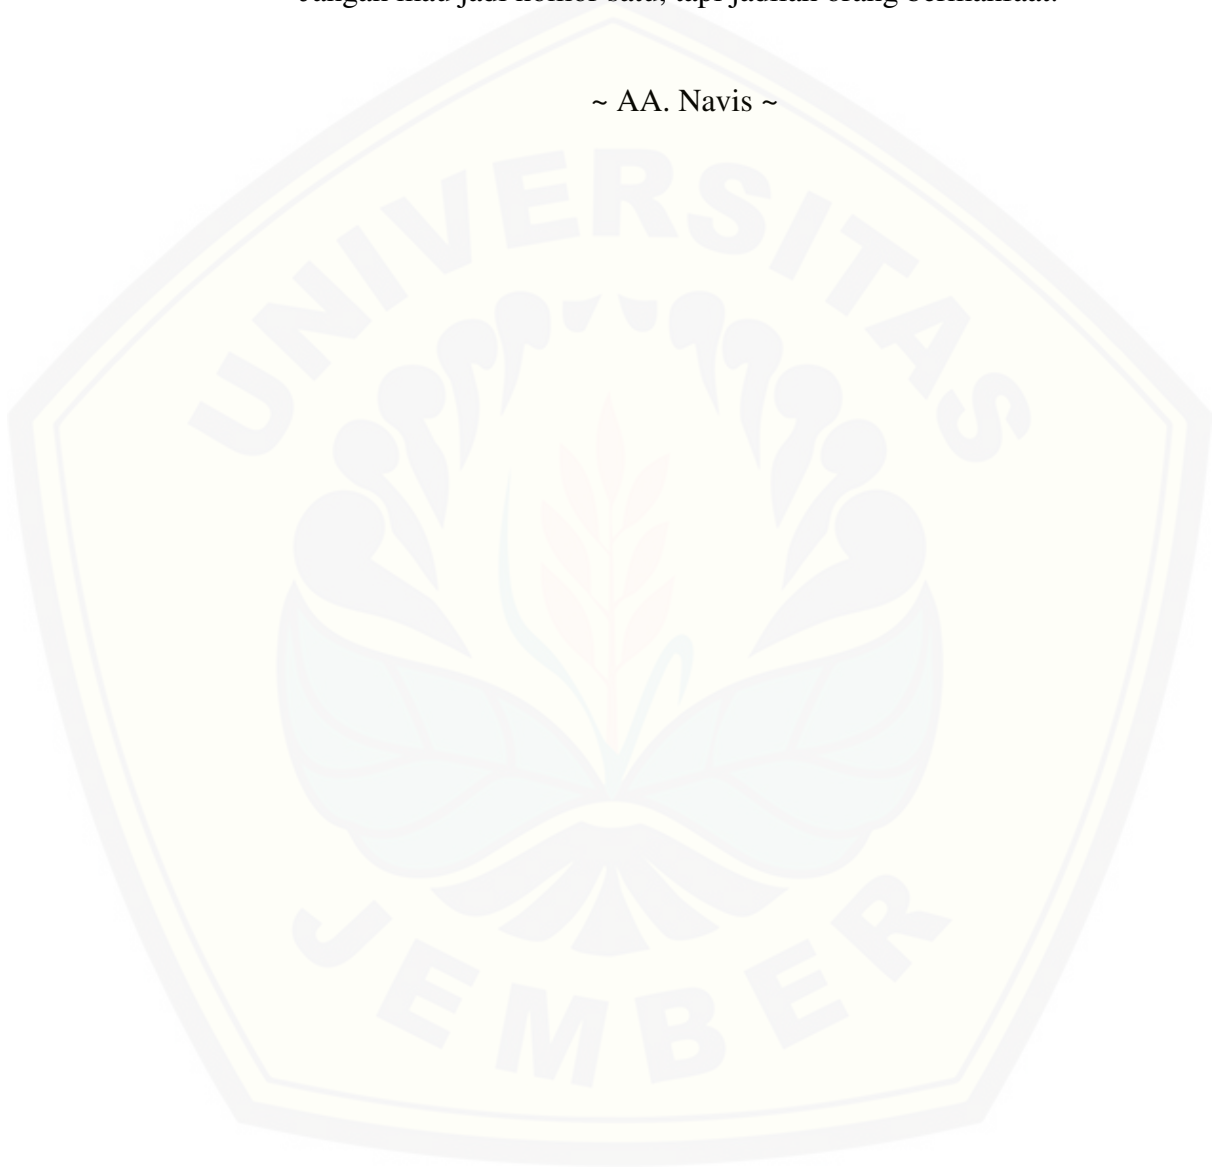 Jangan mau jadi nomor satu, tapi jadilah orang bermanfaat.
~ AA. Navis ~
UNIVERSITAS
JEMBER